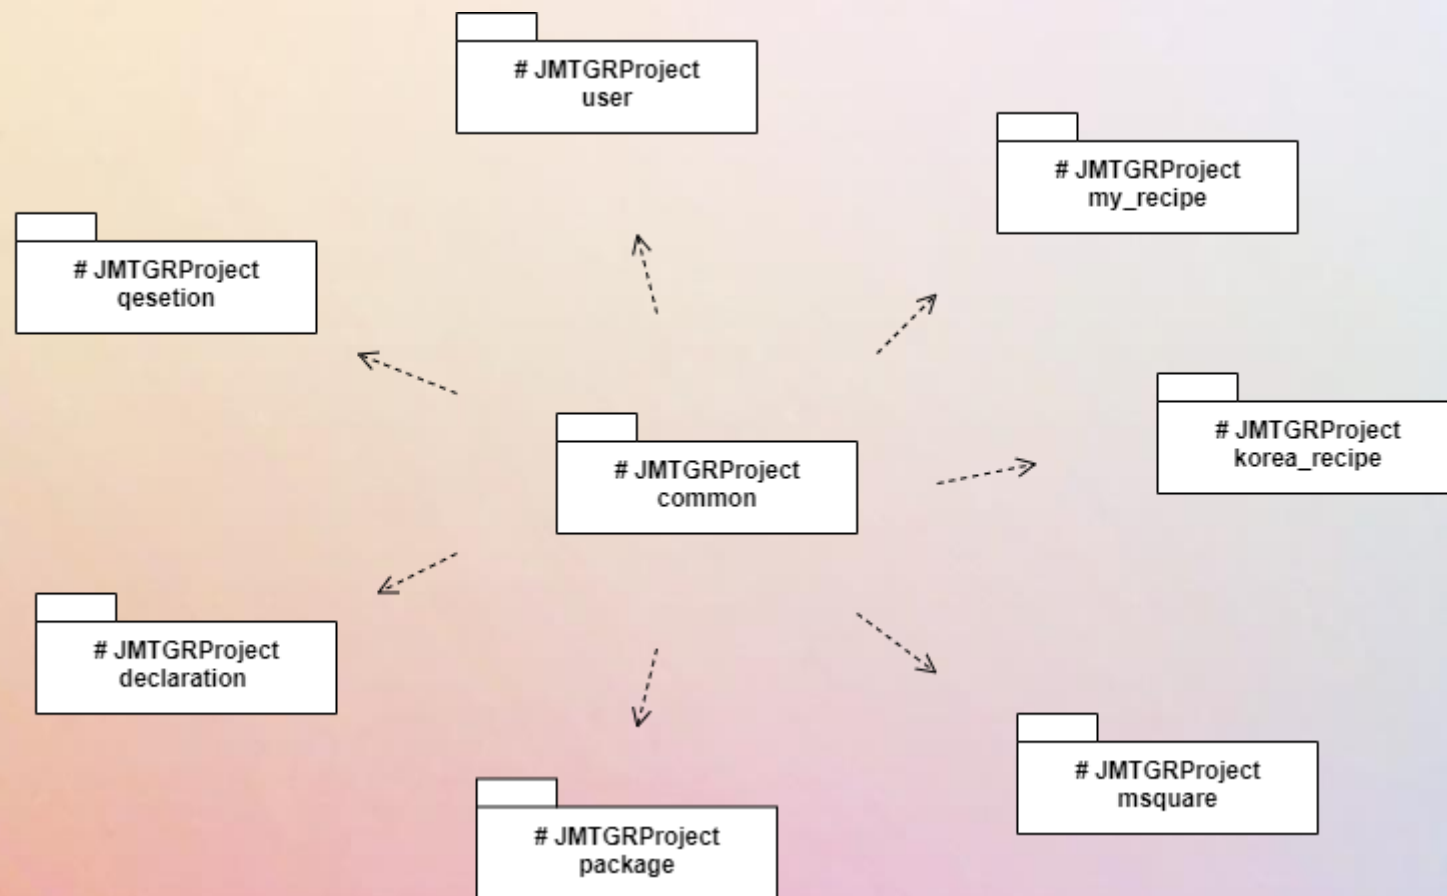 # JMTGRProject
user
# JMTGRProject
my_recipe
# JMTGRProject
qesetion
# JMTGRProject
korea_recipe
# JMTGRProject
common
# JMTGRProject
declaration
# JMTGRProject
msquare
# JMTGRProject
package